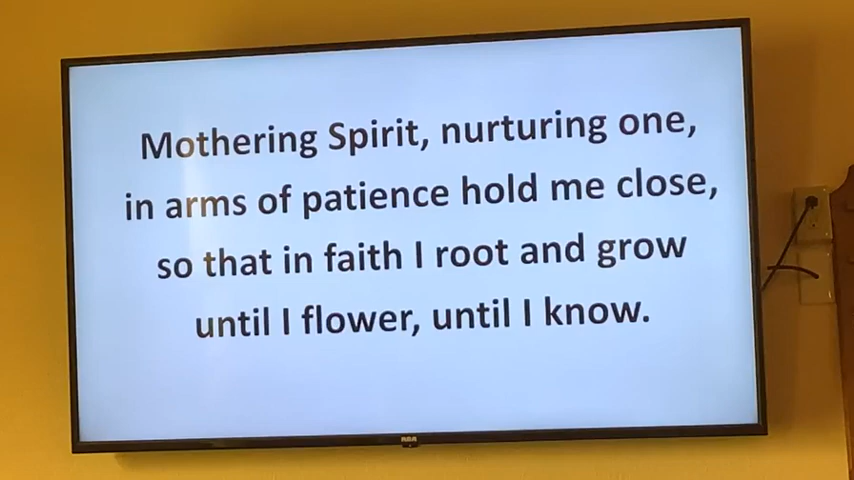 Mothering Spirit, nurturing one,
in arms of patience hold me close,
so that in faith I root and grow
until I flower, until I know.
RCA